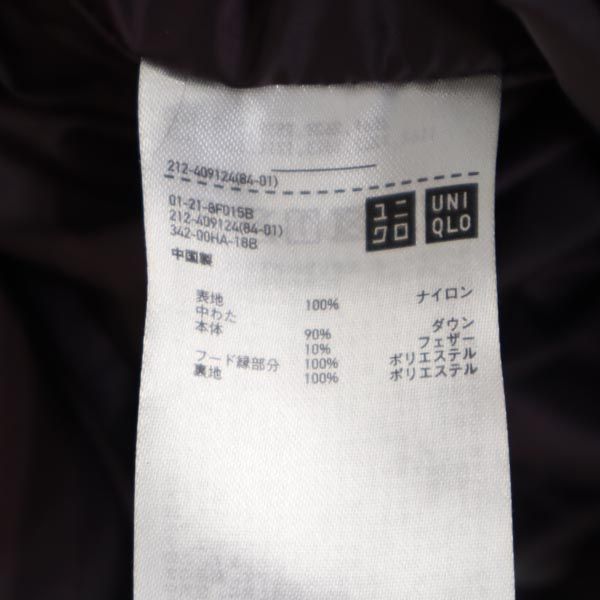 212-409124(84-01)
01-21-8F015B
212-409124(84-01)
342-00HA-18B
中国製
ユニ
クロ
UNI
QLO
表地 100% ナイロン
中わた
本体 90% ダウン
10% フェザー
フード縁部分 100% ポリエステル
裏地 100% ポリエステル